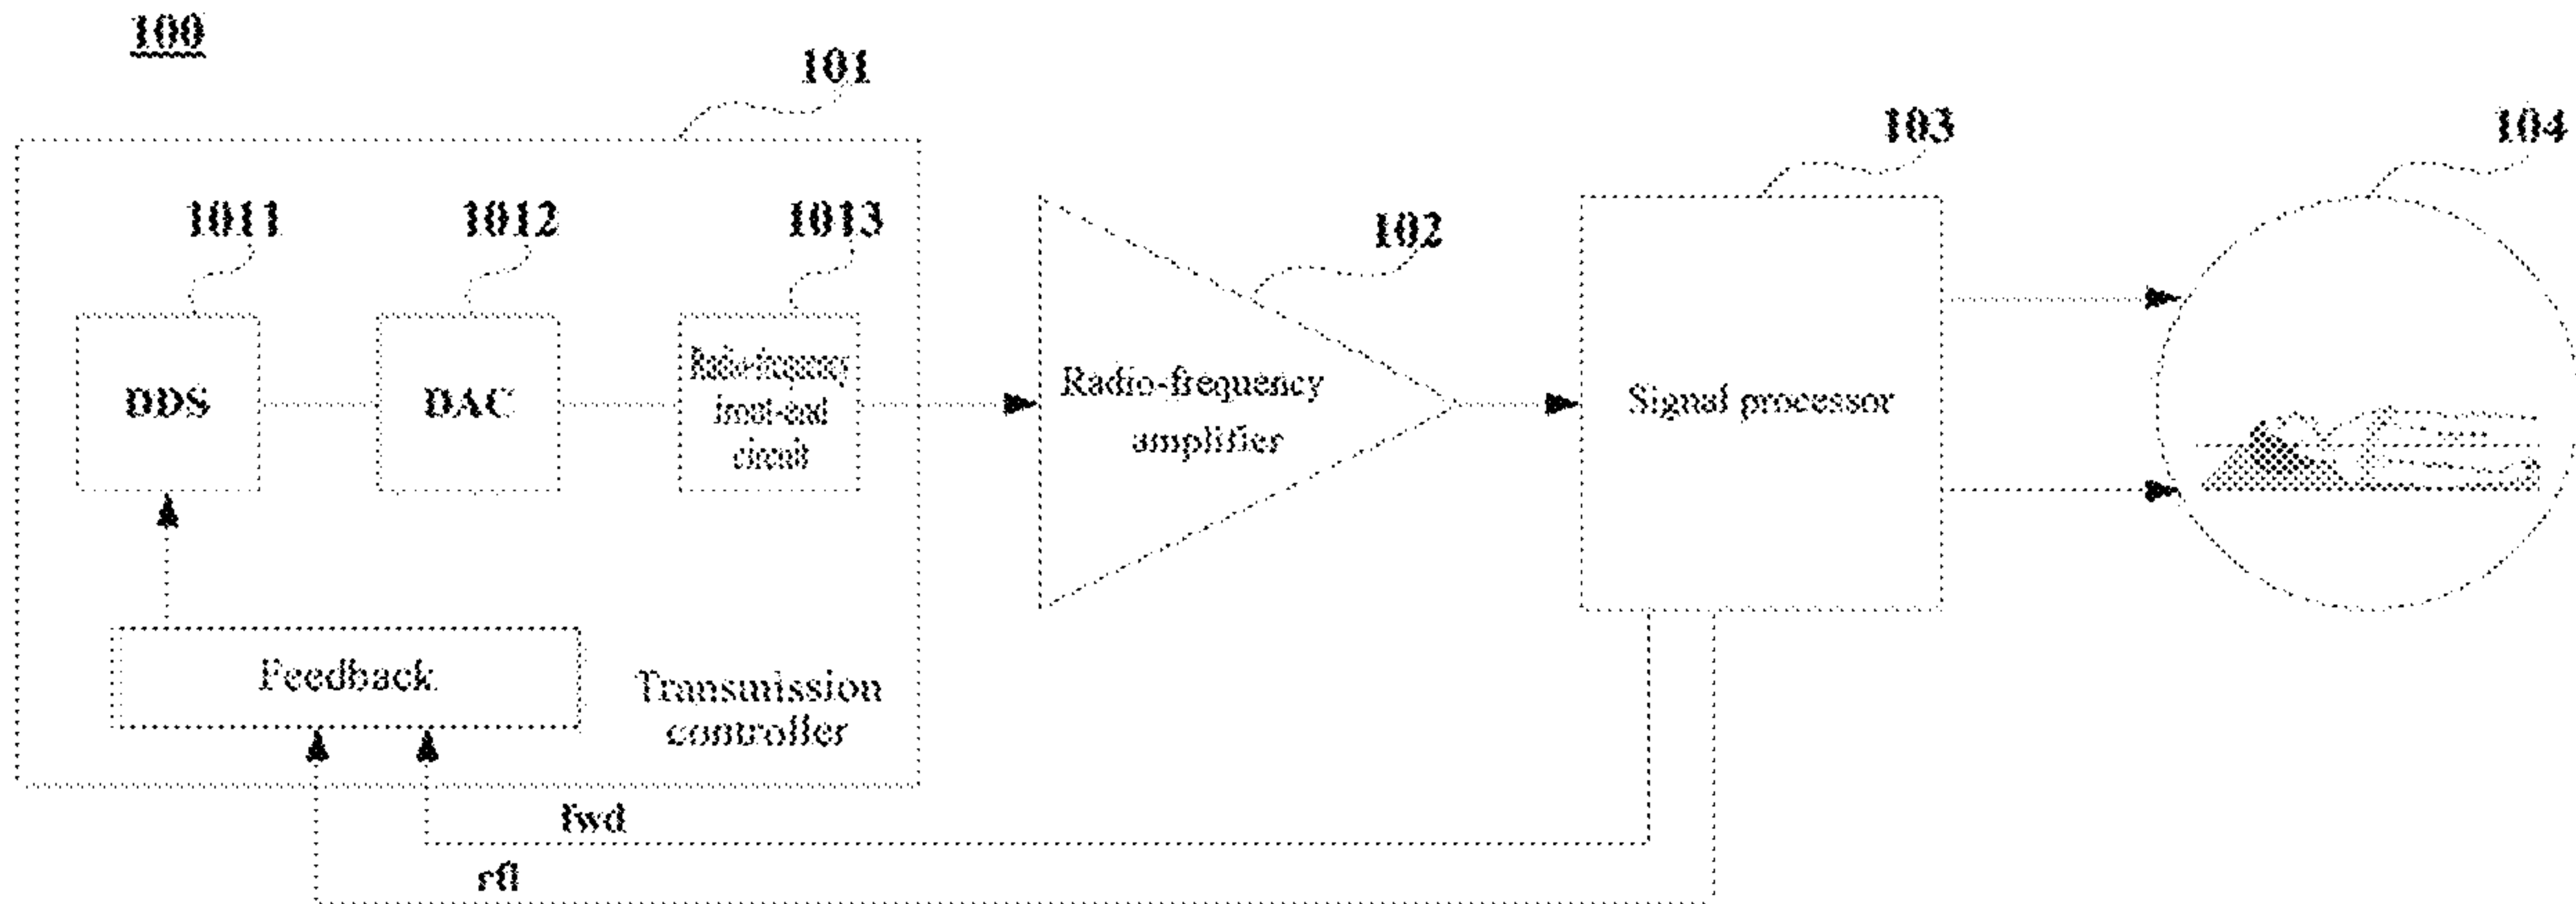 100
101
103
104
1011
1012
1013
102
DDS
DAC
Radio-frequency
front-end
circuit
Radio-frequency
amplifier
Signal processor
Feedback
Transmission
controller
fwd
rfl